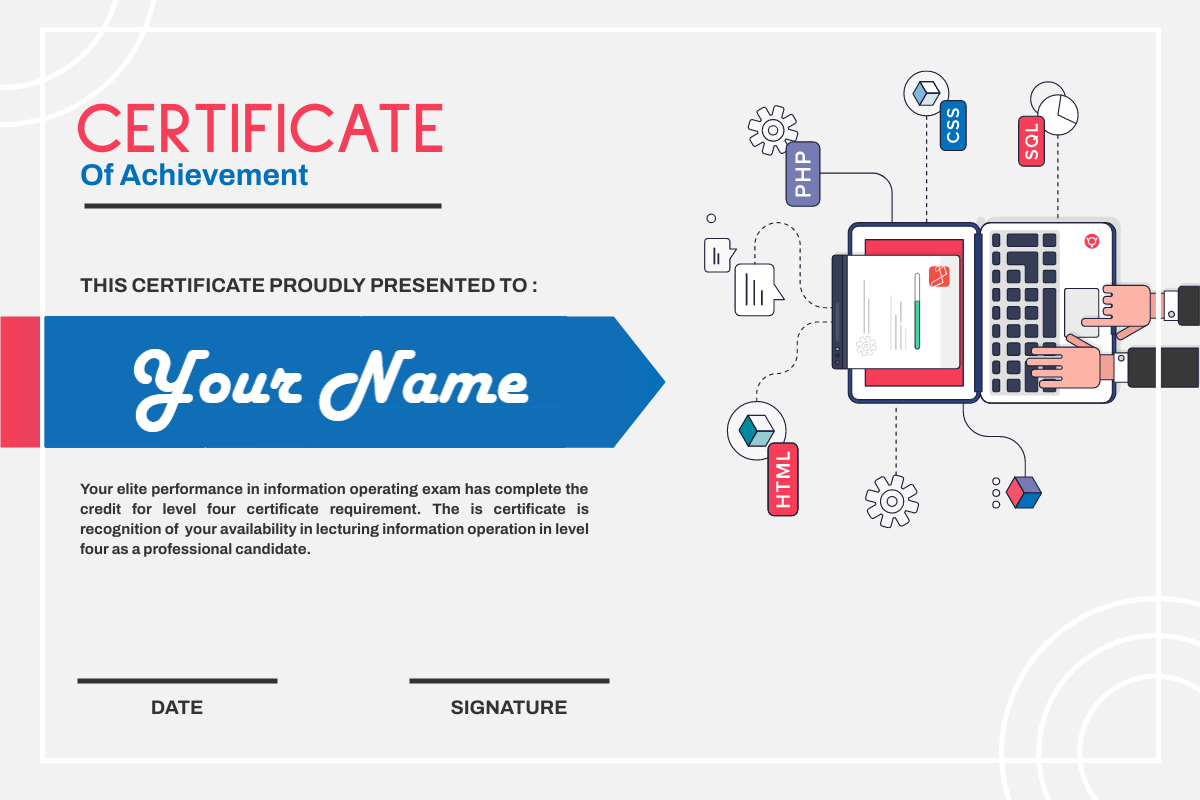 CERTIFICATE
Of Achievement
THIS CERTIFICATE PROUDLY PRESENTED TO :
Your Name
Your elite performance in information operating exam has complete the
credit for level four certificate requirement. The is certificate is
recognition of your availability in lecturing information operation in level
four as a professional candidate.
DATE
SIGNATURE
PHP
CSS
SQL
HTML